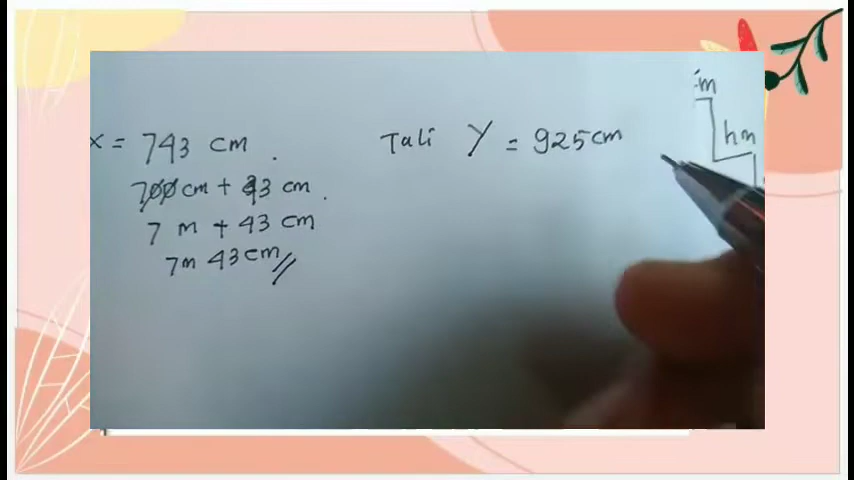 x = 743 cm .
700 cm + 43 cm .
7 m + 43 cm
7m 43cm //
Tali Y = 925cm
m
hm